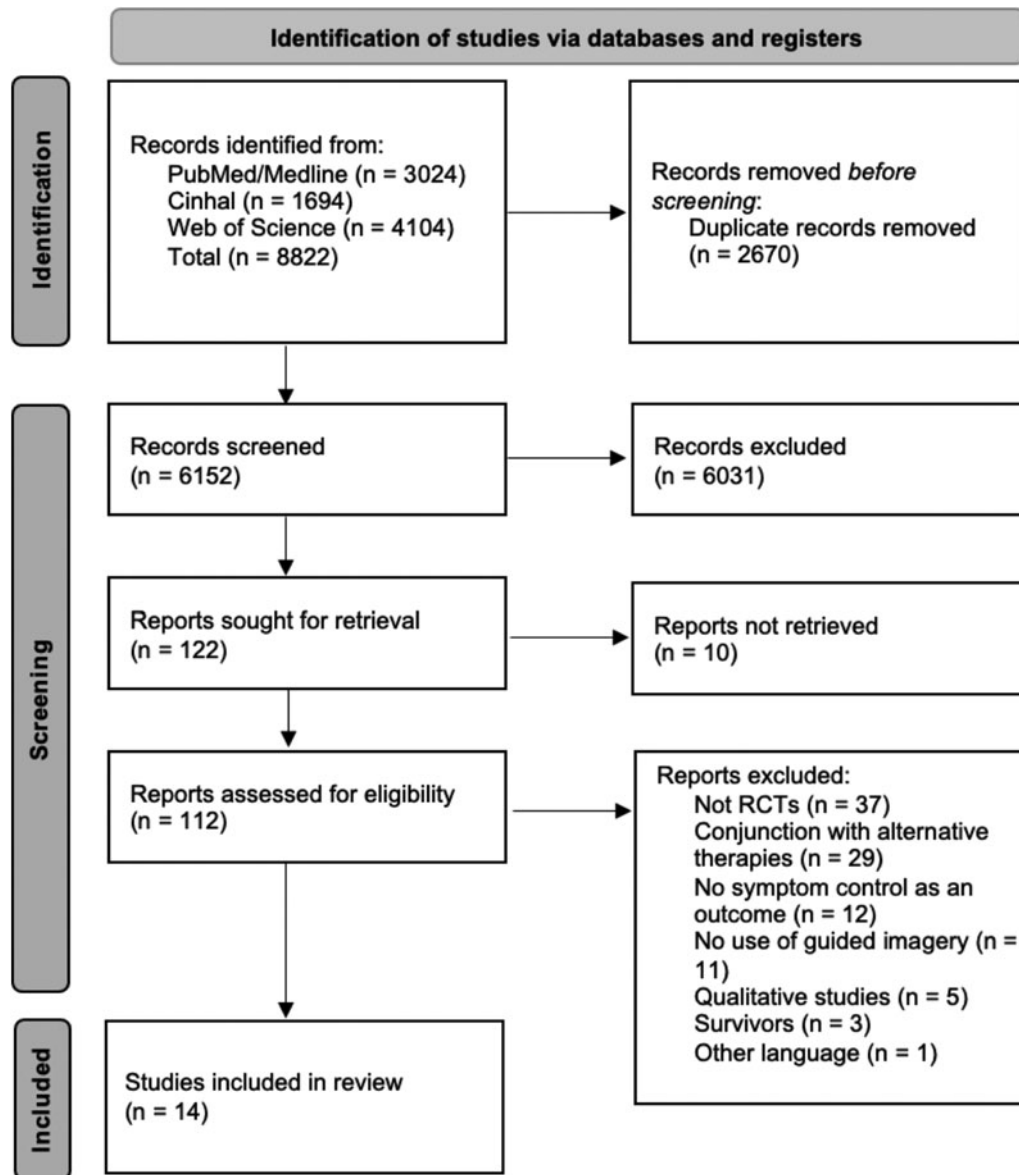 Identification of studies via databases and registers
Identification
Records identified from:
PubMed/Medline (n = 3024)
Cinhal (n = 1694)
Web of Science (n = 4104)
Total (n = 8822)
Records removed before
screening:
Duplicate records removed
(n = 2670)
Screening
Records screened
(n = 6152)
Records excluded
(n = 6031)
Reports sought for retrieval
(n = 122)
Reports not retrieved
(n = 10)
Reports assessed for eligibility
(n = 112)
Reports excluded:
Not RCTs (n = 37)
Conjunction with alternative
therapies (n = 29)
No symptom control as an
outcome (n = 12)
No use of guided imagery (n =
11)
Qualitative studies (n = 5)
Survivors (n = 3)
Other language (n = 1)
Included
Studies included in review
(n = 14)